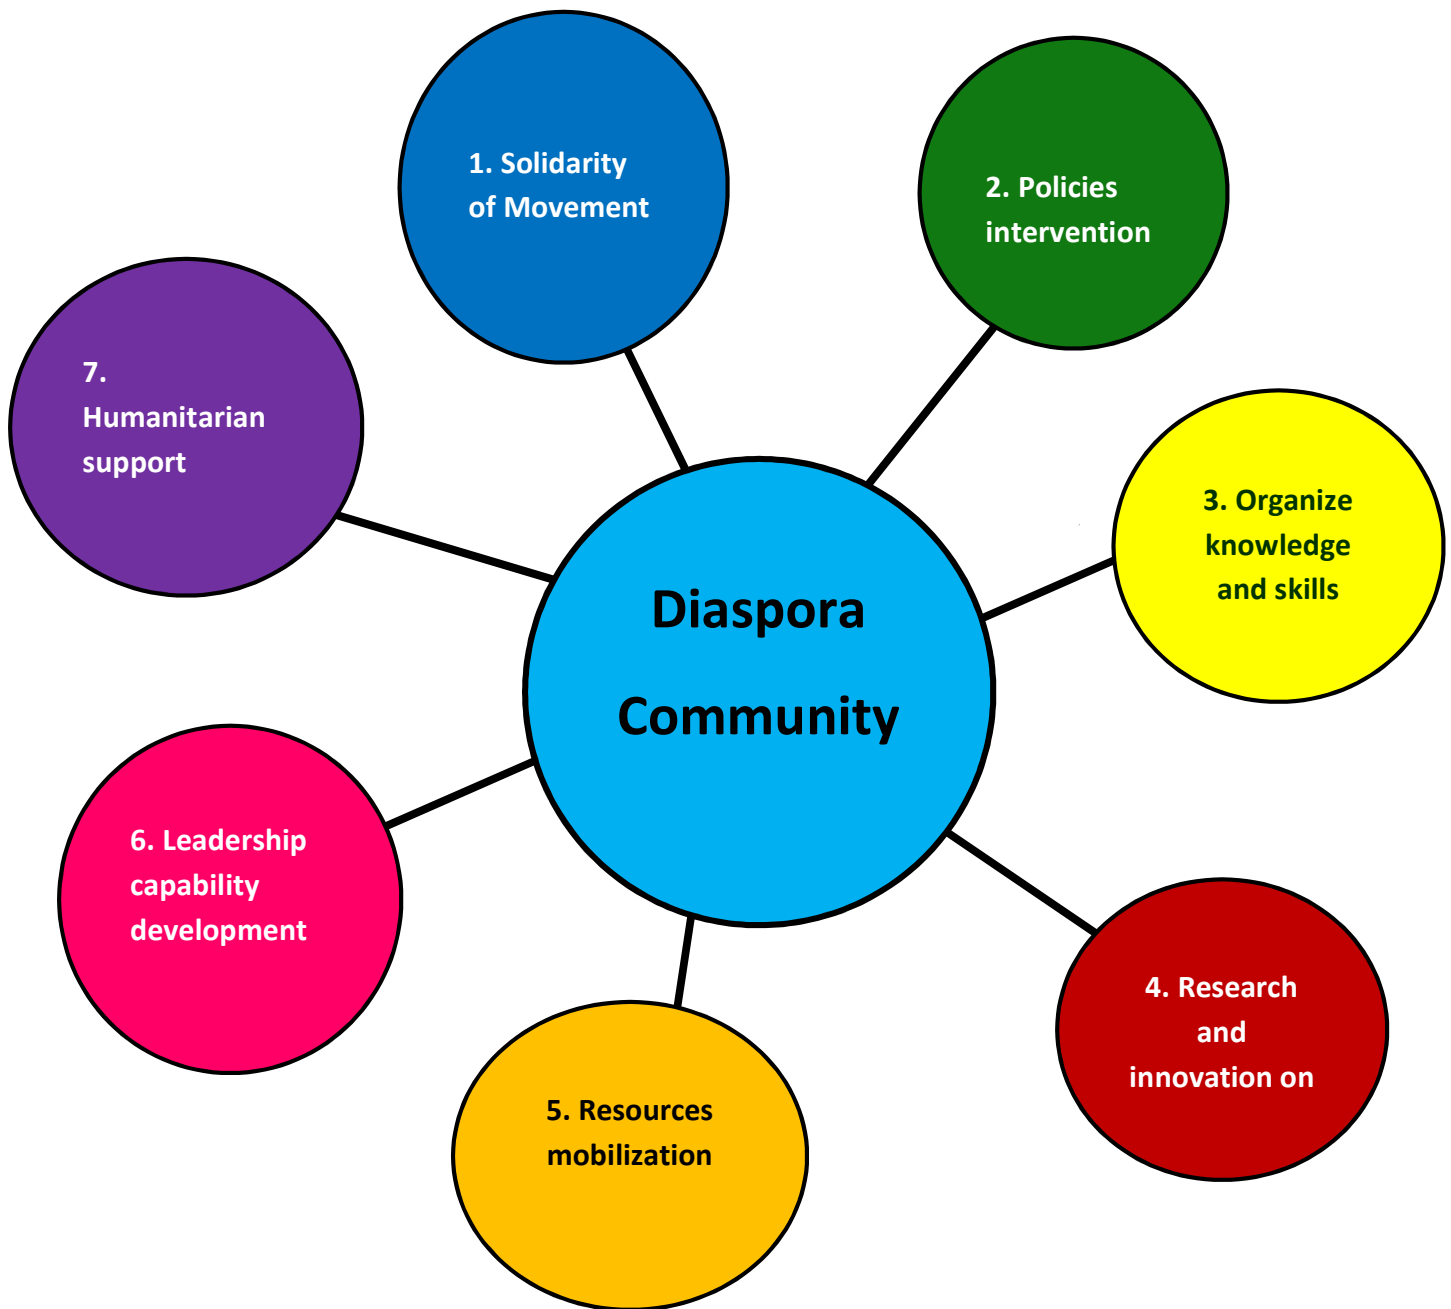 Diaspora
Community
1. Solidarity
of Movement
2. Policies
intervention
3. Organize
knowledge
and skills
4. Research
and
innovation on
5. Resources
mobilization
6. Leadership
capability
development
7.
Humanitarian
support